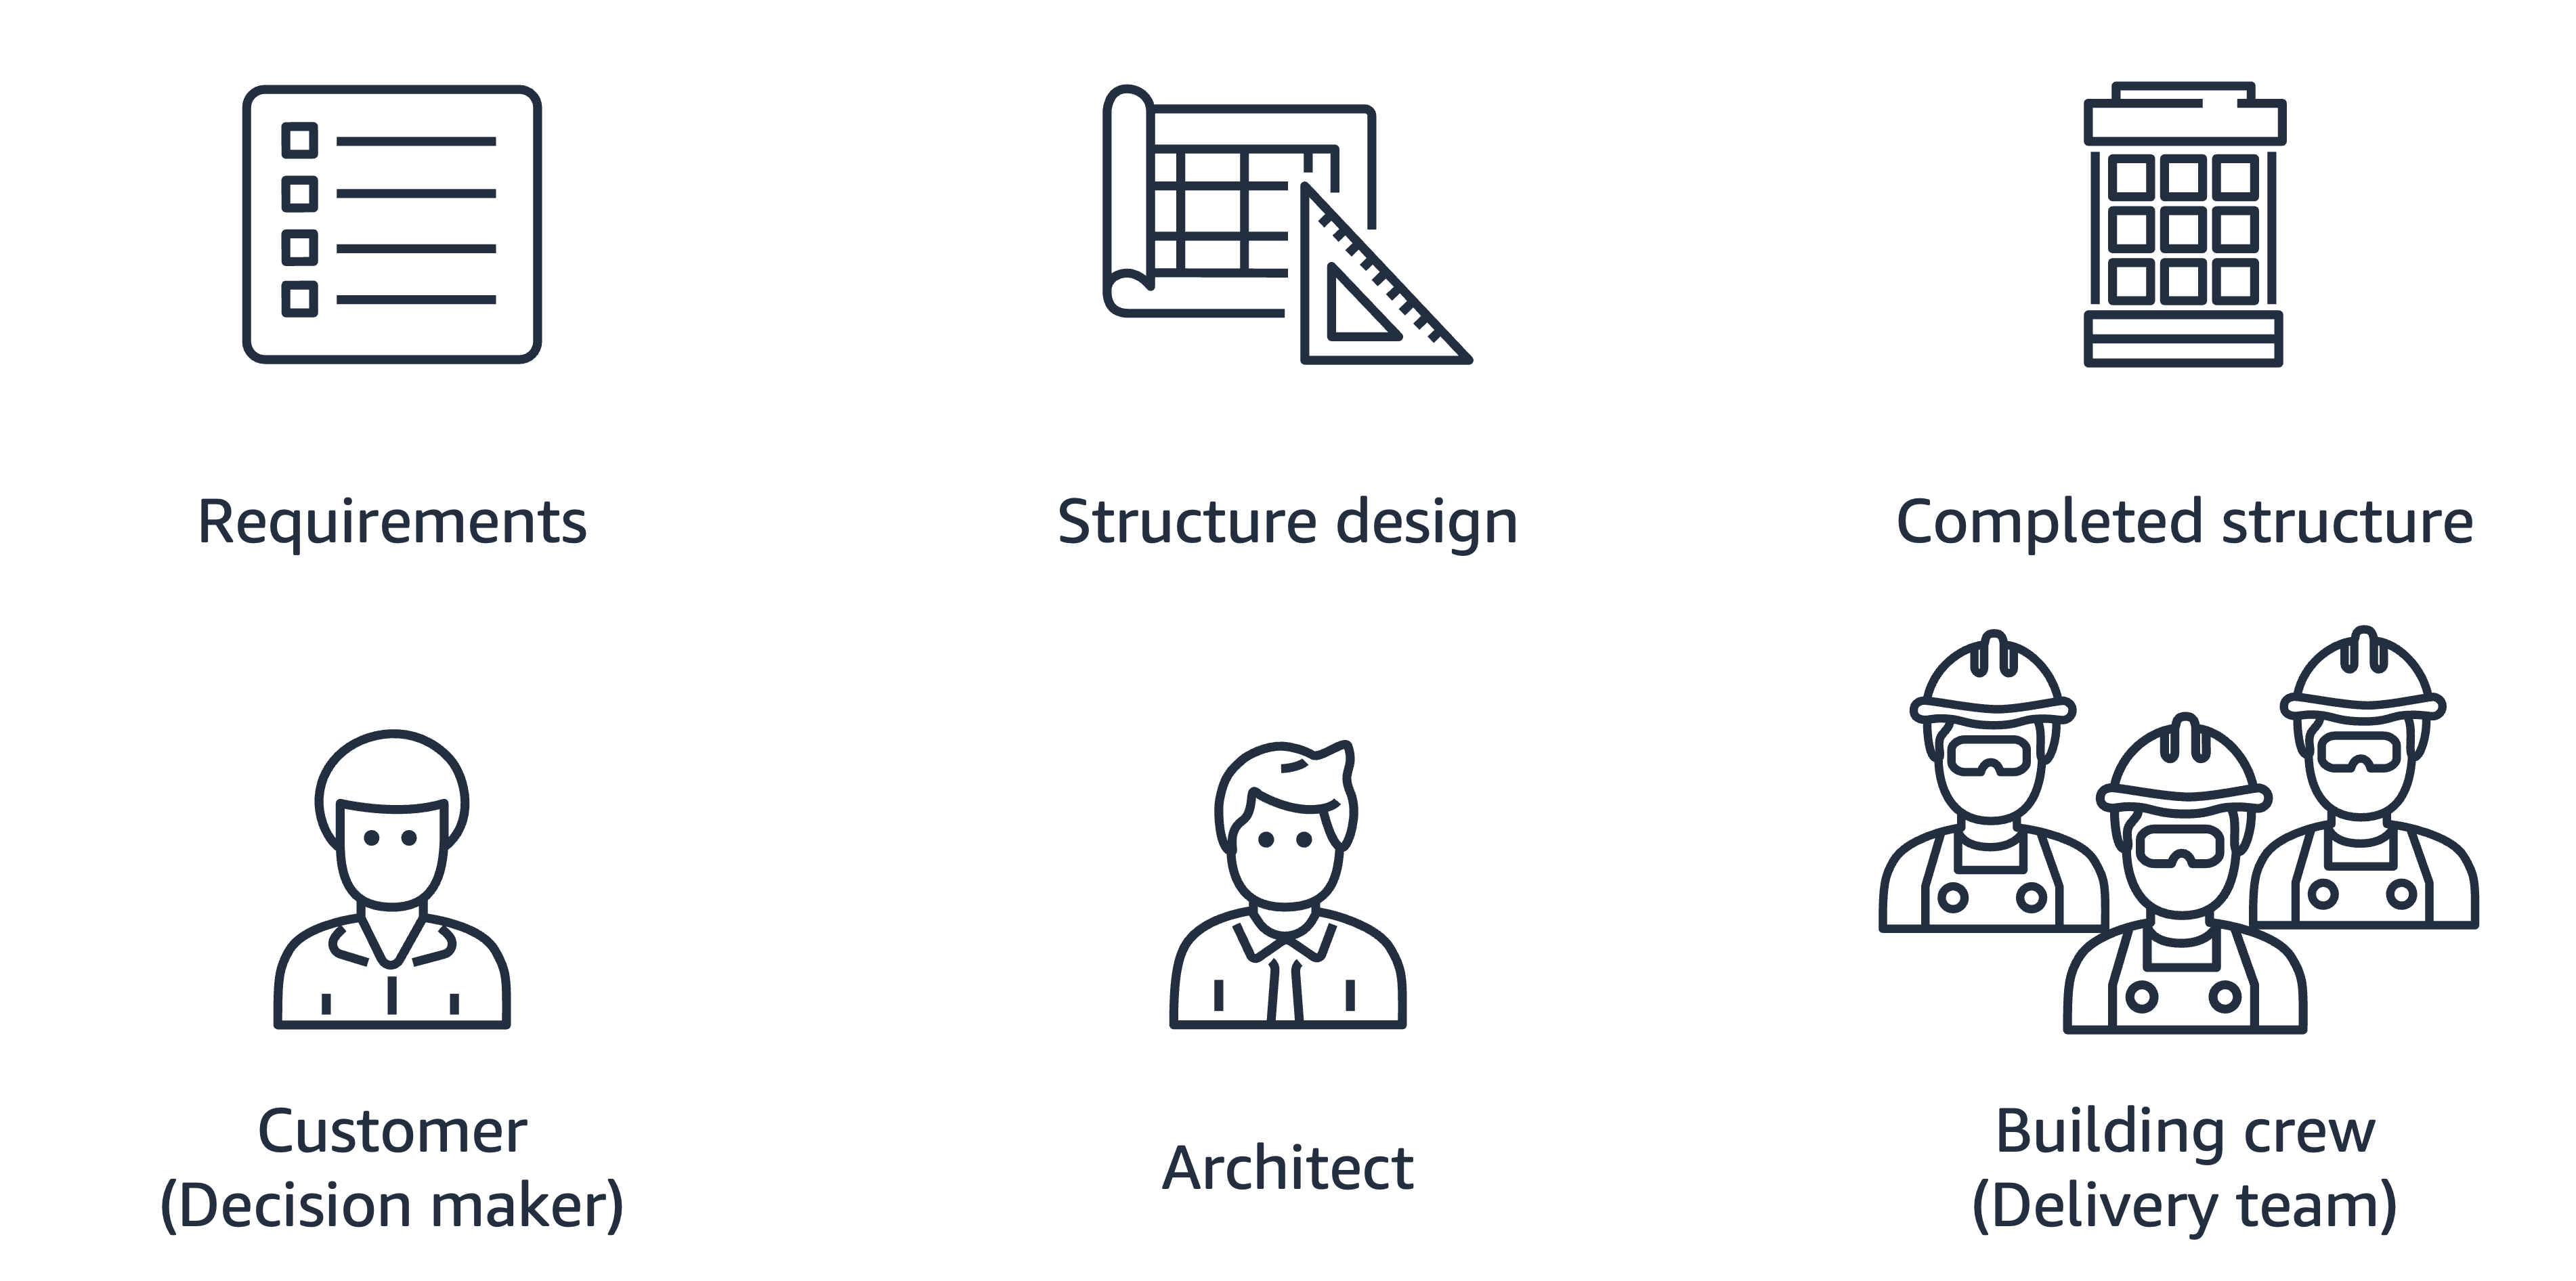 Requirements
Structure design
Completed structure
Customer
(Decision maker)
Architect
Building crew
(Delivery team)